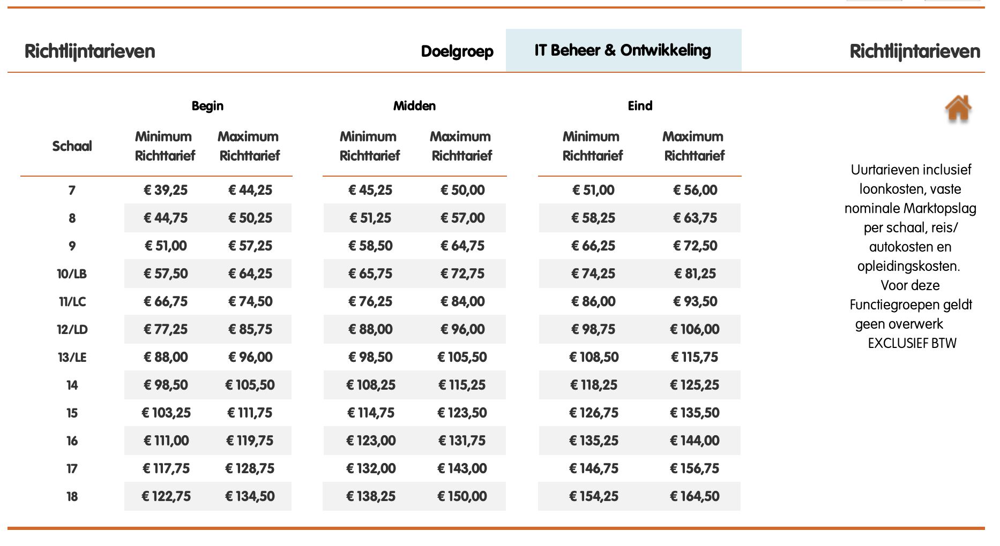 Richtlijntarieven Doelgroep IT Beheer & Ontwikkeling Richtlijntarieven
Begin Midden Eind
Schaal Minimum Richttarief Maximum Richttarief Minimum Richttarief Maximum Richttarief Minimum Richttarief Maximum Richttarief
7 € 39,25 € 44,25 € 45,25 € 50,00 € 51,00 € 56,00
8 € 44,75 € 50,25 € 51,25 € 57,00 € 58,25 € 63,75
9 € 51,00 € 57,25 € 58,50 € 64,75 € 66,25 € 72,50
10/LB € 57,50 € 64,25 € 65,75 € 72,75 € 74,25 € 81,25
11/LC € 66,75 € 74,50 € 76,25 € 84,00 € 86,00 € 93,50
12/LD € 77,25 € 85,75 € 88,00 € 96,00 € 98,75 € 106,00
13/LE € 88,00 € 96,00 € 98,50 € 105,50 € 108,50 € 115,75
14 € 98,50 € 105,50 € 108,25 € 115,25 € 118,25 € 125,25
15 € 103,25 € 111,75 € 114,75 € 123,50 € 126,75 € 135,50
16 € 111,00 € 119,75 € 123,00 € 131,75 € 135,25 € 144,00
17 € 117,75 € 128,75 € 132,00 € 143,00 € 146,75 € 156,75
18 € 122,75 € 134,50 € 138,25 € 150,00 € 154,25 € 164,50
Uurtarieven inclusief
loonkosten, vaste
nominale Marktopslag
per schaal, reis/
autokosten en
opleidingskosten.
Voor deze
Functiegroepen geldt
geen overwerk
EXCLUSIEF BTW